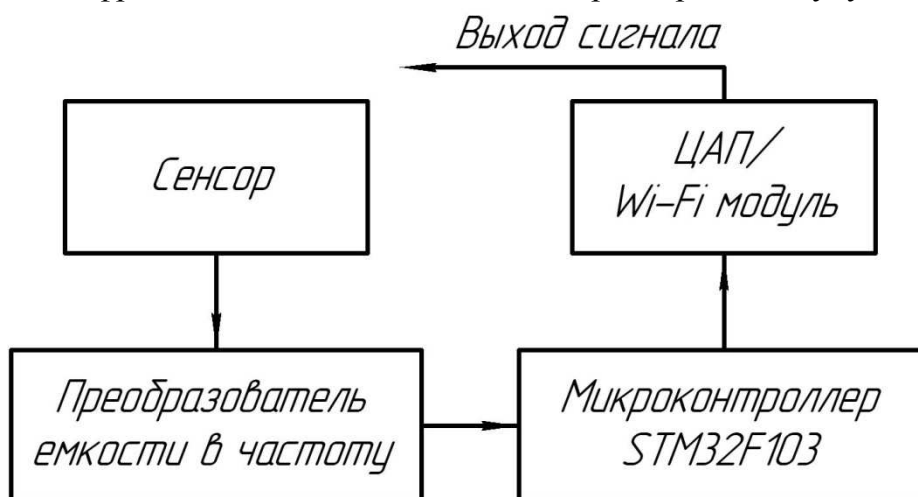 Выход сигнала
Сенсор
ЦАП/
Wi-Fi модуль
Преобразователь
емкости в частоту
Микроконтроллер
STM32F103